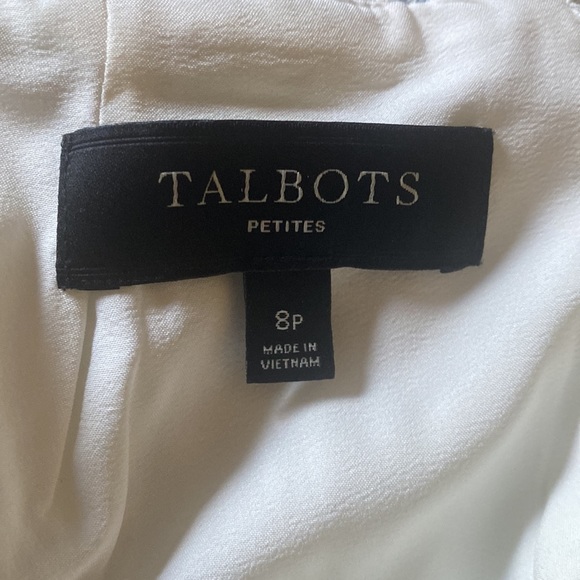 TALBOTS
PETITES
8P
MADE IN
VIETNAM